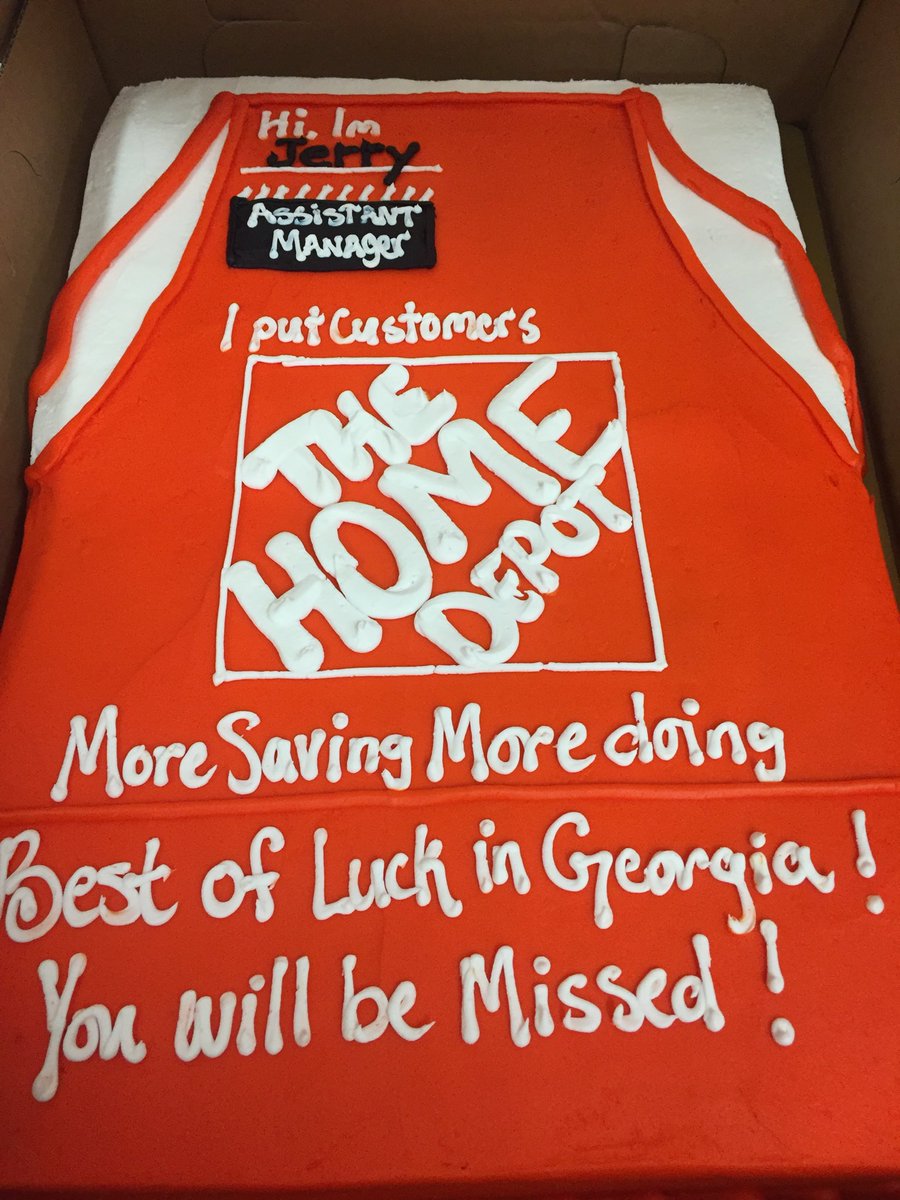 Hi, Im
Jerry
ASSISTANT
MANAGER
I put Customers
THE
HOME
DEPOT
More Saving More doing
Best of Luck in Georgia!
You will be Missed!